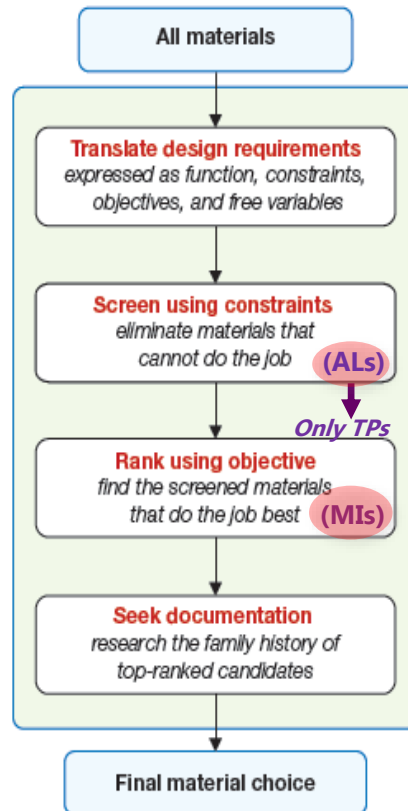 All materials
Translate design requirements
expressed as function, constraints,
objectives, and free variables
Screen using constraints
eliminate materials that
cannot do the job (ALs)
Only TPs
Rank using objective
find the screened materials
that do the job best (MIs)
Seek documentation
research the family history of
top-ranked candidates
Final material choice